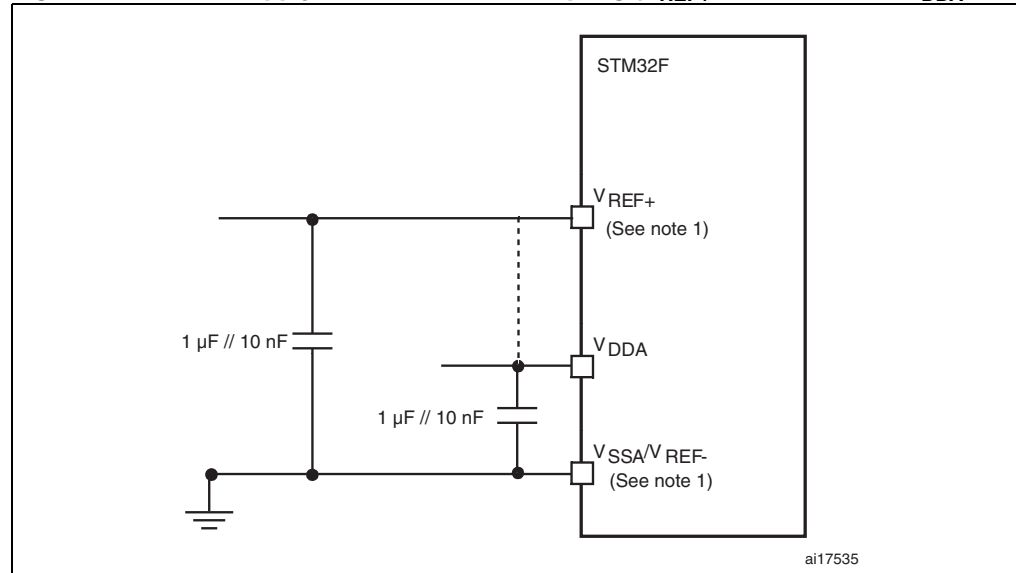 STM32F
VREF+
(See note 1)
1 µF // 10 nF
VDDA
1 µF // 10 nF
VSSA/VREF-
(See note 1)
ai17535